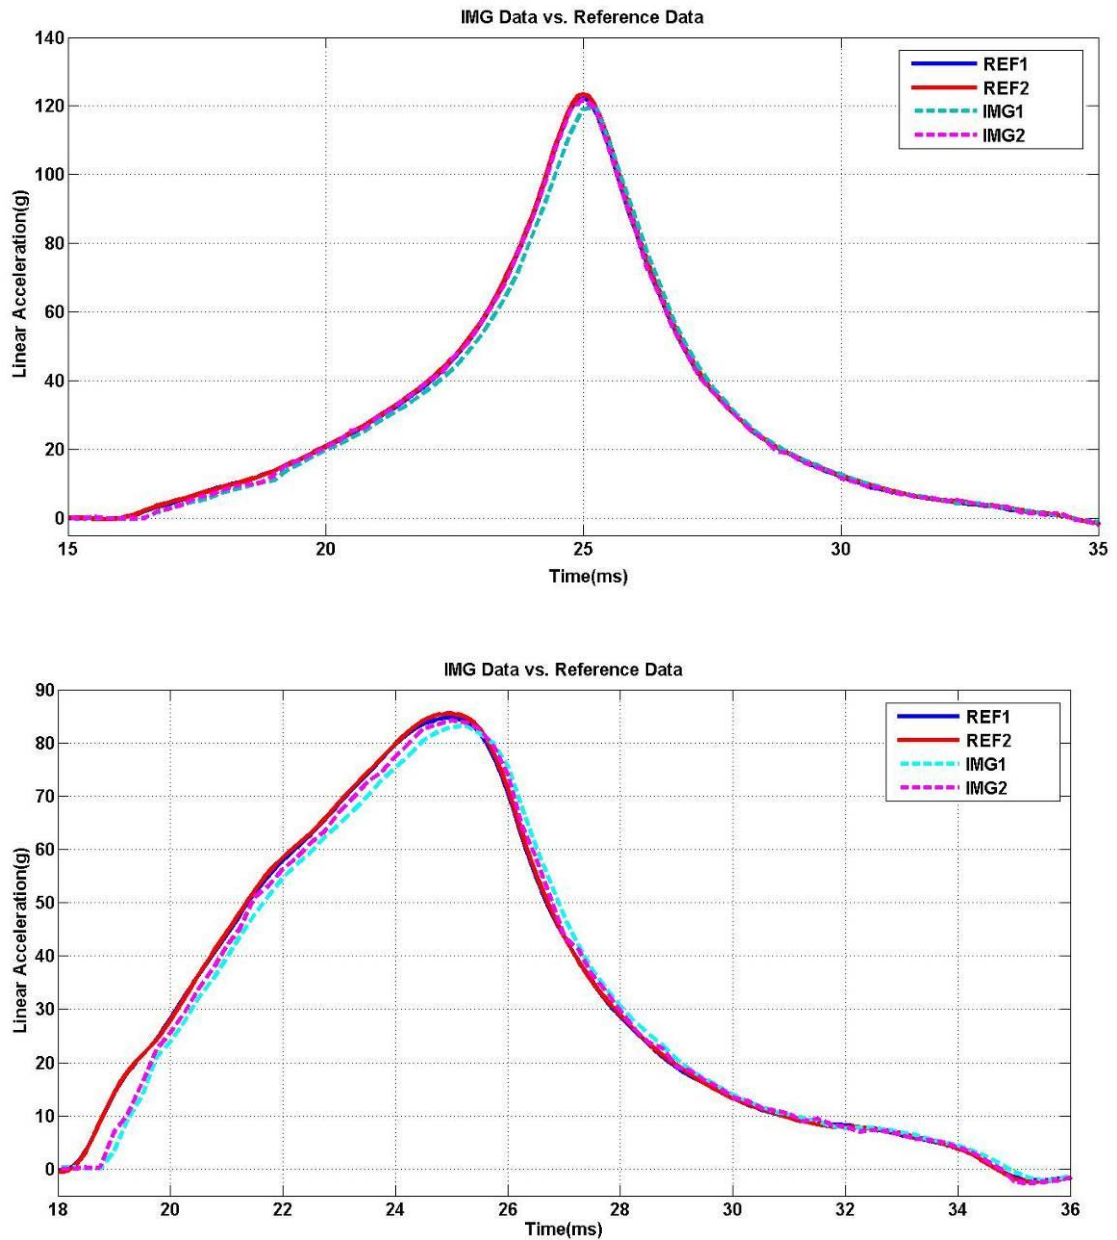 IMG Data vs. Reference Data
140
120
100
80
60
40
20
0
Linear Acceleration(g)
REF1
REF2
IMG1
IMG2
15 20 25 30 35
Time(ms)
IMG Data vs. Reference Data
90
80
70
60
50
40
30
20
10
0
Linear Acceleration(g)
REF1
REF2
IMG1
IMG2
18 20 22 24 26 28 30 32 34 36
Time(ms)